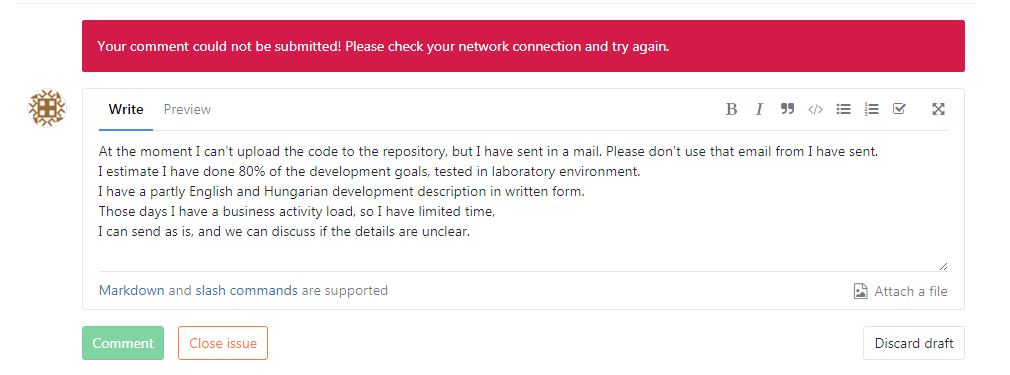 Your comment could not be submitted! Please check your network connection and try again.
Write Preview
At the moment I can't upload the code to the repository, but I have sent in a mail. Please don't use that email from I have sent.
I estimate I have done 80% of the development goals, tested in laboratory environment.
I have a partly English and Hungarian development description in written form.
Those days I have a business activity load, so I have limited time,
I can send as is, and we can discuss if the details are unclear.
Markdown and slash commands are supported Attach a file
Comment Close issue Discard draft